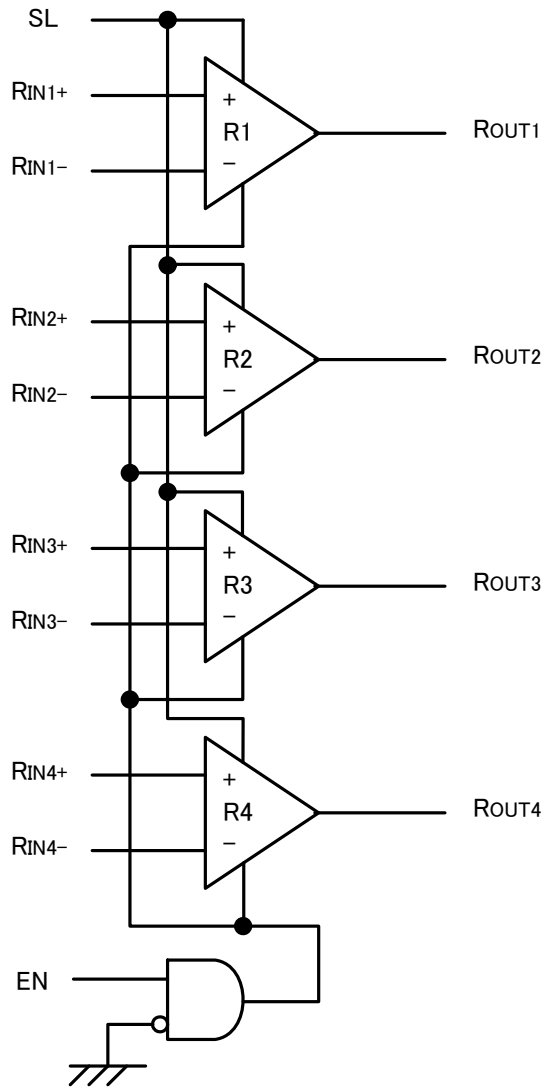 SL
RIN1+
+
R1
ROUT1
RIN1−
−
RIN2+
+
R2
ROUT2
RIN2−
−
RIN3+
+
R3
ROUT3
RIN3−
−
RIN4+
+
R4
ROUT4
RIN4−
−
EN